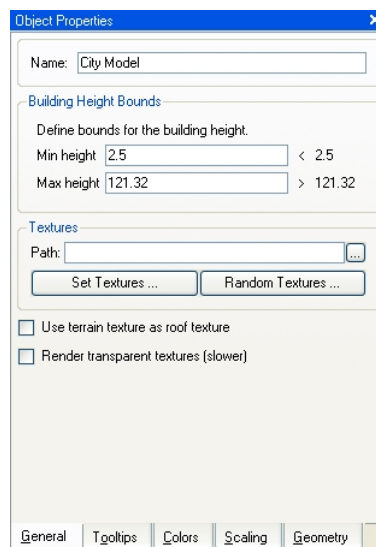 Object Properties
Name: City Model
Building Height Bounds
Define bounds for the building height.
Min height 2.5 < 2.5
Max height 121.32 > 121.32
Textures
Path: ...
Set Textures ... Random Textures ...
Use terrain texture as roof texture
Render transparent textures (slower)
General Tooltips Colors Scaling Geometry